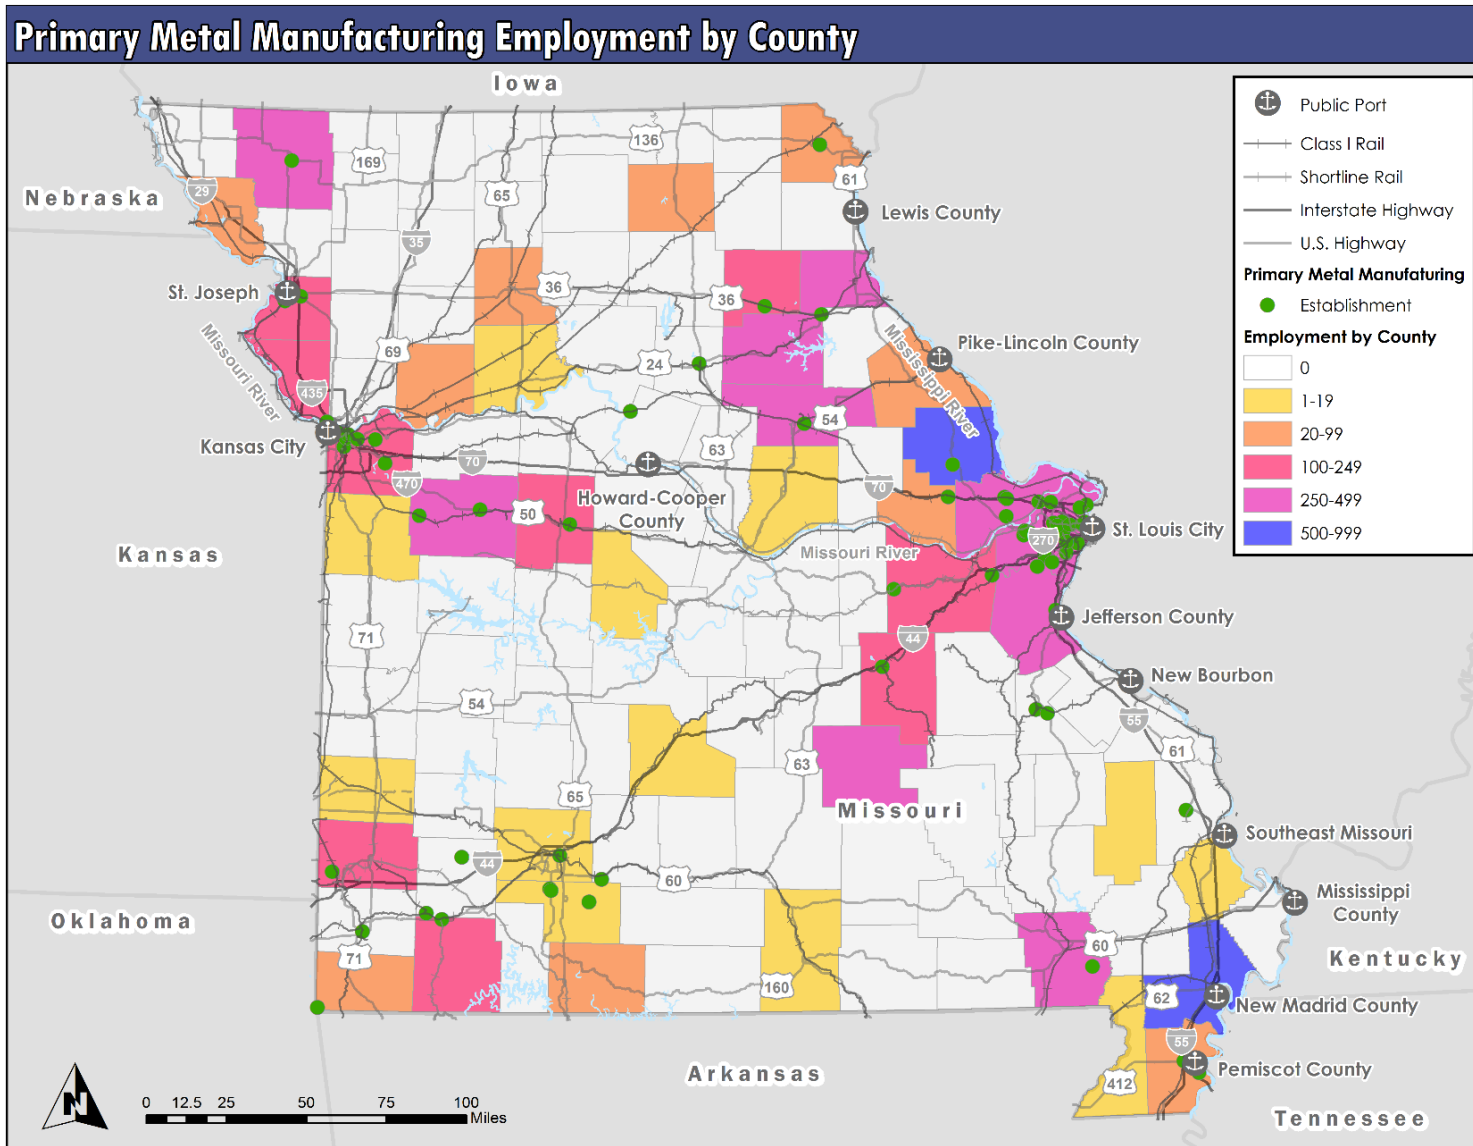 Primary Metal Manufacturing Employment by County
Iowa
Nebraska
Kansas
Oklahoma
Arkansas
Tennessee
Kentucky
Missouri
136
169
29
65
61
35
Lewis County
St. Joseph
36
36
Missouri River
69
24
Mississippi River
Pike-Lincoln County
435
54
Kansas City
63
70
470
70
Howard-Cooper
County
50
St. Louis City
270
Missouri River
71
44
Jefferson County
54
New Bourbon
55
61
63
65
Southeast Missouri
44
60
Mississippi
County
60
71
160
62
New Madrid County
55
Pemiscot County
412
Public Port
Class I Rail
Shortline Rail
Interstate Highway
U.S. Highway
Primary Metal Manufaturing
Establishment
Employment by County
0
1-19
20-99
100-249
250-499
500-999
N
0 12.5 25 50 75 100
Miles